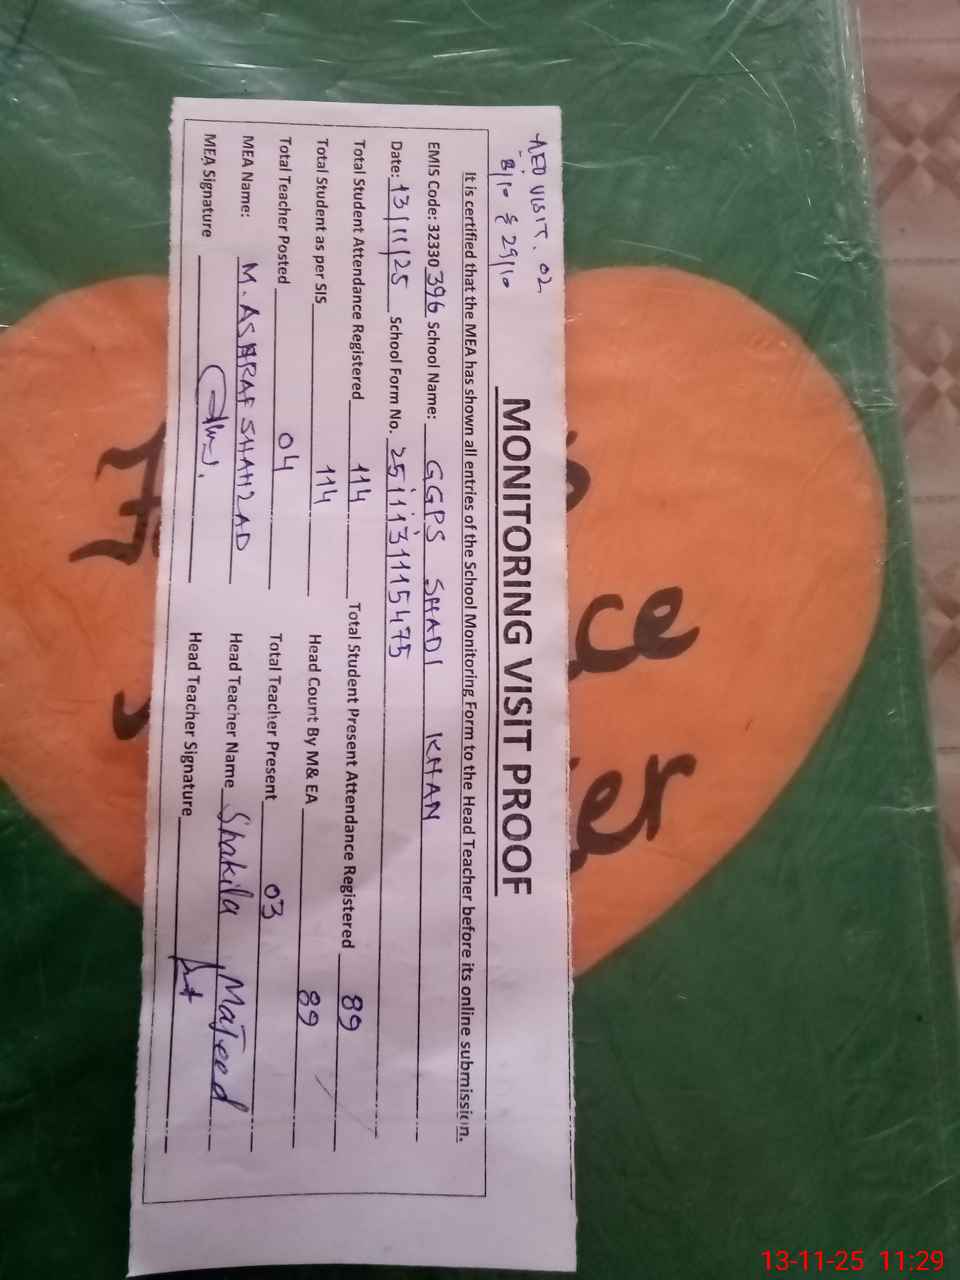 AEO VISIT. 02
8/10 & 29/10
MONITORING VISIT PROOF
It is certified that the MEA has shown all entries of the School Monitoring Form to the Head Teacher before its online submission.
EMIS Code: 32330396 School Name: GGPS SHADI KHAN
Date: 13/11/25 School Form No. 2511131115475
Total Student Attendance Registered 114 Total Student Present Attendance Registered 89
Total Student as per SIS 114 Head Count By M& EA 89
Total Teacher Posted 04 Total Teacher Present 03
MEA Name: M. ASHRAF SHAHZAD Head Teacher Name Shakila Majeed
MEA Signature Head Teacher Signature
13-11-25 11:29